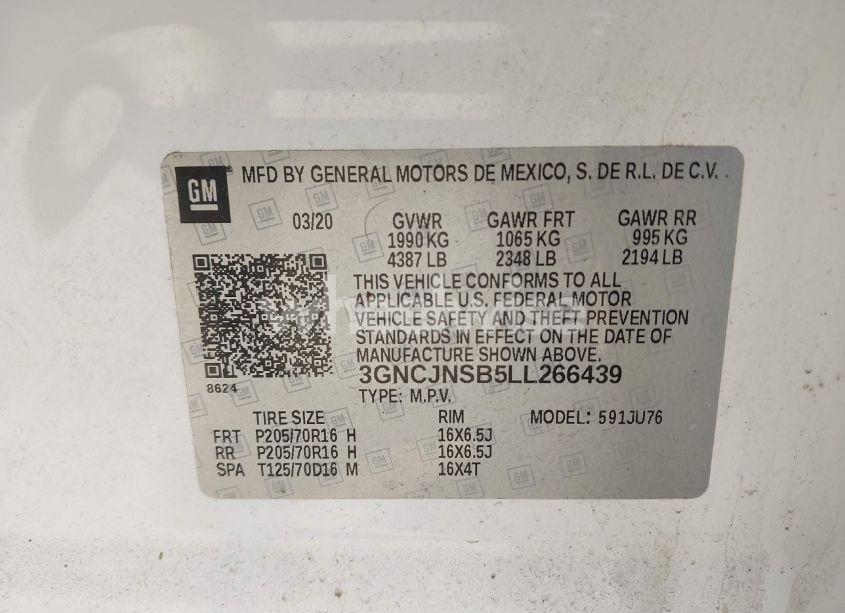 GM
MFD BY GENERAL MOTORS DE MEXICO, S. DE R.L. DE C.V.
03/20 GVWR GAWR FRT GAWR RR
1990 KG 1065 KG 995 KG
4387 LB 2348 LB 2194 LB
THIS VEHICLE CONFORMS TO ALL
APPLICABLE U.S. FEDERAL MOTOR
VEHICLE SAFETY AND THEFT PREVENTION
STANDARDS IN EFFECT ON THE DATE OF
MANUFACTURE SHOWN ABOVE.
8624
3GNCJNSB5LL266439
TYPE: M.P.V.
TIRE SIZE RIM MODEL: 591JU76
FRT P205/70R16 H 16X6.5J
RR P205/70R16 H 16X6.5J
SPA T125/70D16 M 16X4T